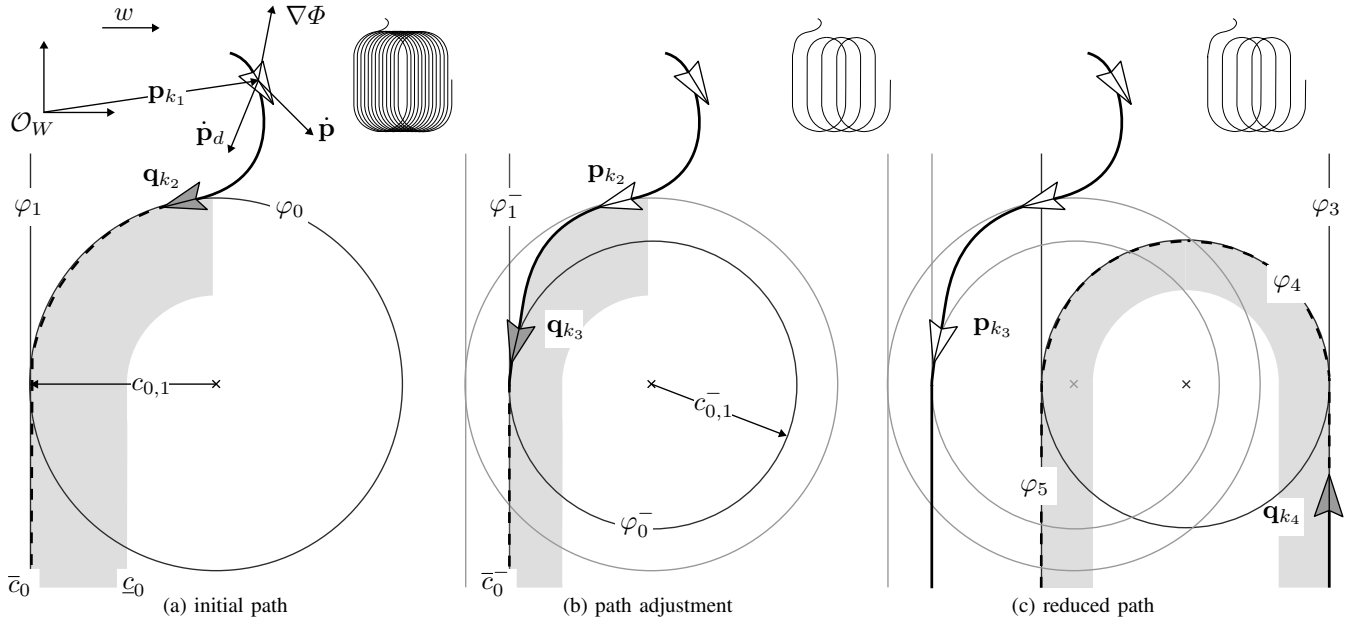 w
∇Φ
𝐩_{k_1}
𝒪_W
ṗ_d
ṗ
𝐪_{k_2}
φ_1
φ_0
c_{0,1}
c̄_0
c̲_0
(a) initial path
𝐩_{k_2}
φ_1^−
𝐪_{k_3}
c_{0,1}^−
φ_0^−
c̄_0^−
(b) path adjustment
φ_3
φ_4
𝐩_{k_3}
φ_5
𝐪_{k_4}
(c) reduced path